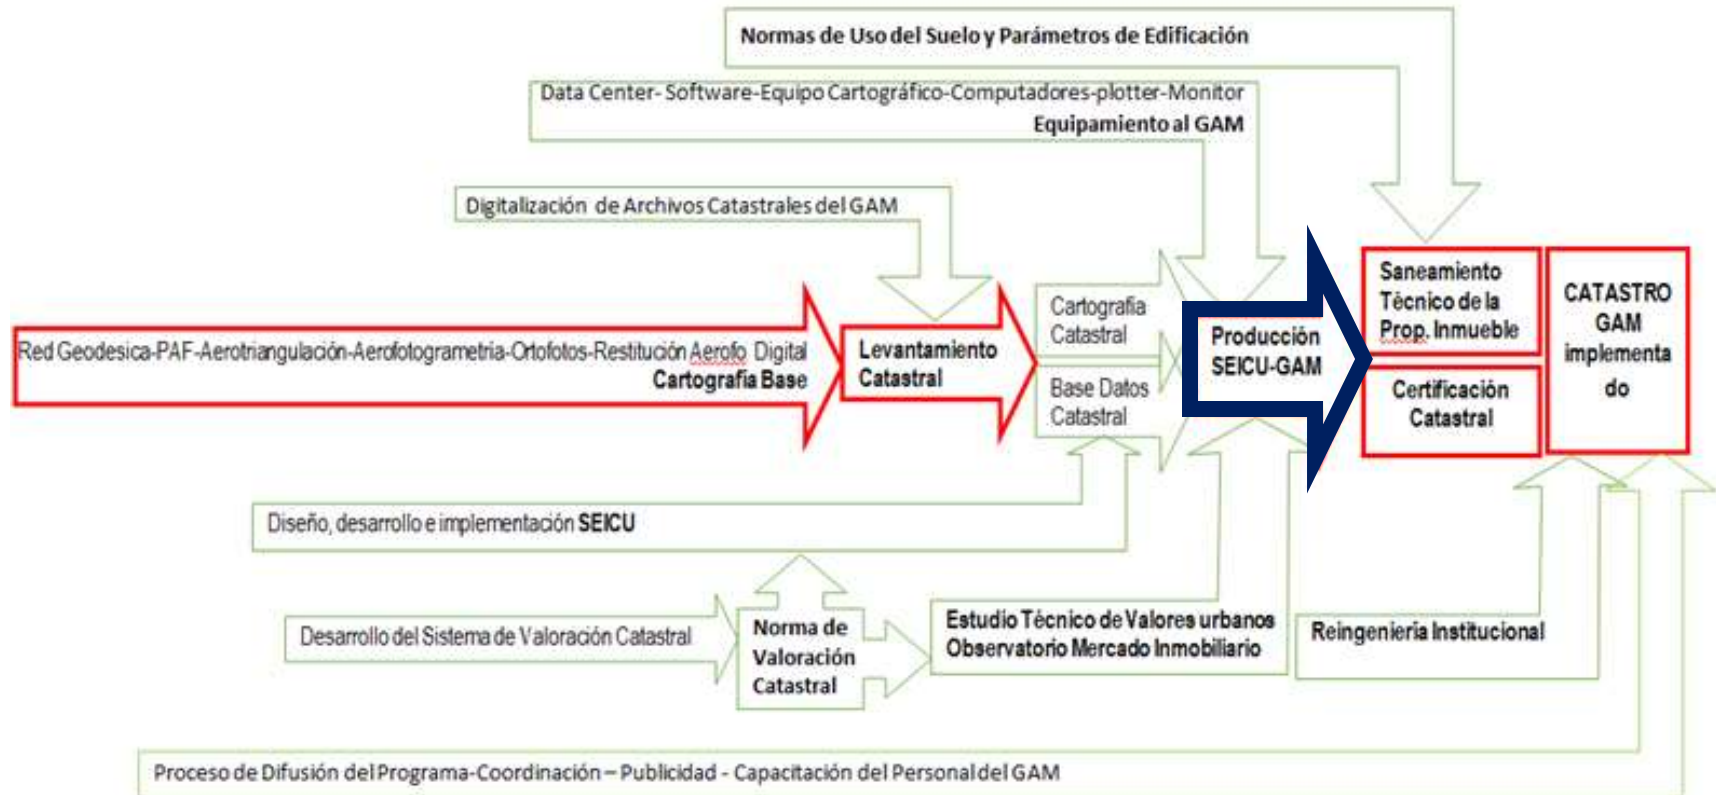 Normas de Uso del Suelo y Parámetros de Edificación
Data Center- Software-Equipo Cartográfico-Computadores-plotter-Monitor
Equipamiento al GAM
Digitalización de Archivos Catastrales del GAM
Red Geodesica-PAF-Aerotriangulación-Aerofotogrametria-Ortofotos-Restitución Aerofo Digital
Cartografía Base
Levantamiento
Catastral
Cartografía
Catastral
Base Datos
Catastral
Producción
SEICU-GAM
Saneamiento
Técnico de la
Prop. Inmueble
Certificación
Catastral
CATASTRO
GAM
implementa
do
Diseño, desarrollo e implementación SEICU
Desarrollo del Sistema de Valoración Catastral
Norma de
Valoración
Catastral
Estudio Técnico de Valores urbanos
Observatorio Mercado Inmobiliario
Reingenieria Institucional
Proceso de Difusión del Programa-Coordinación – Publicidad - Capacitación del Personal del GAM